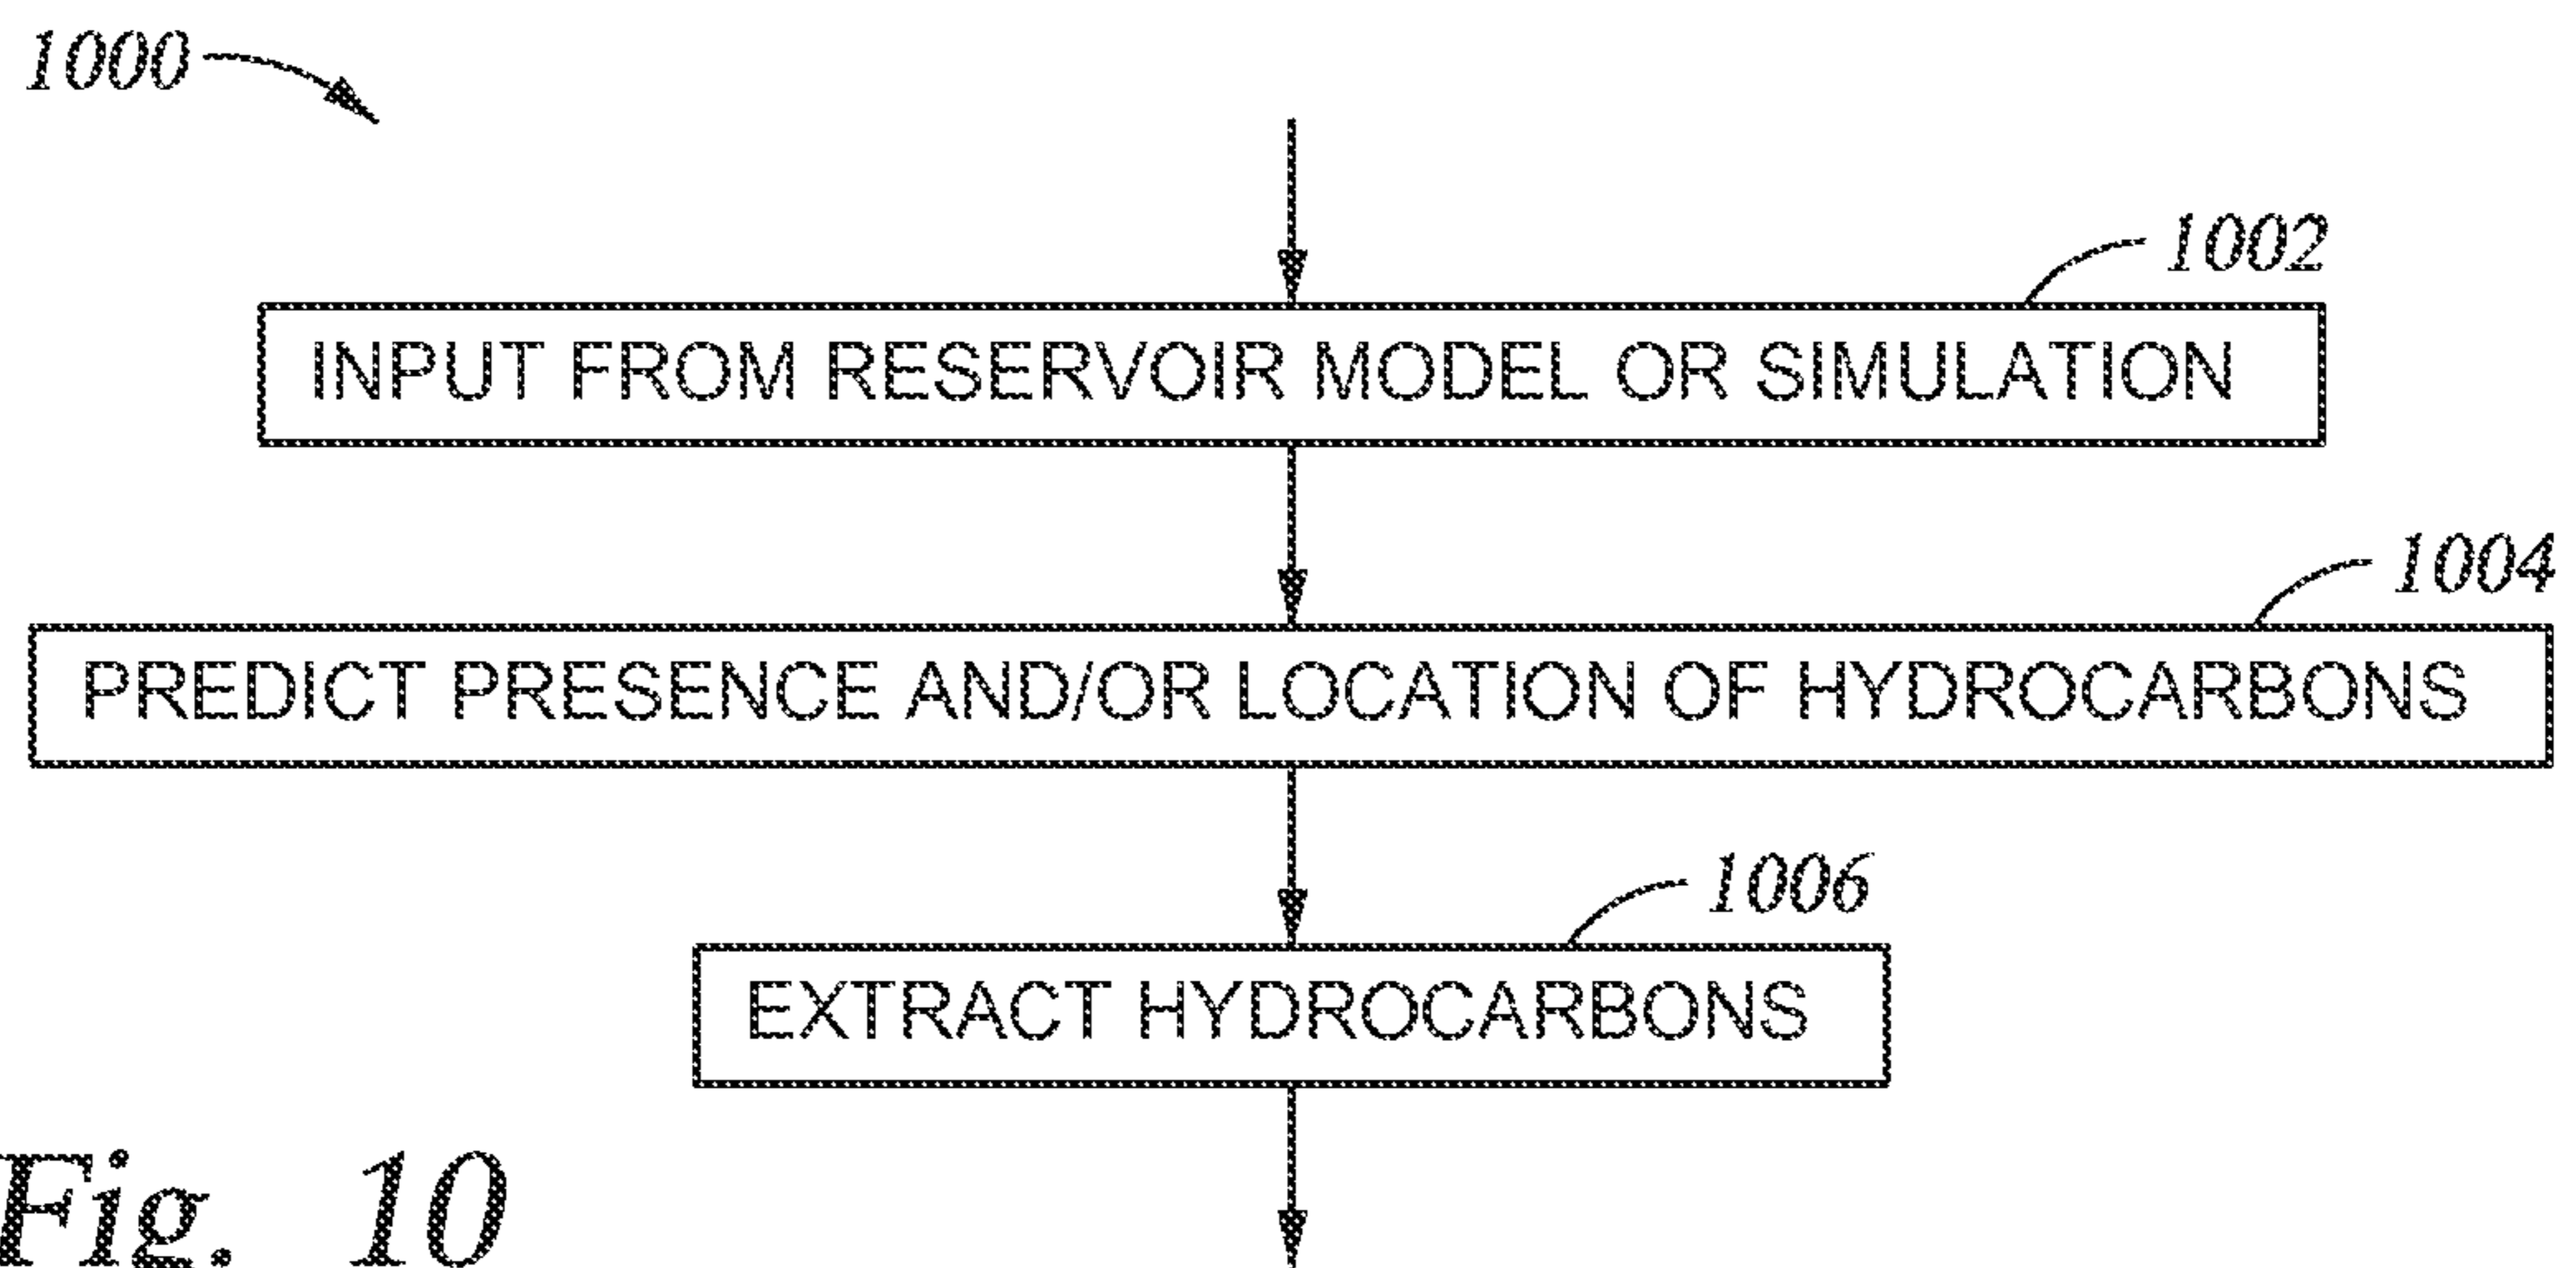 1000
1002
INPUT FROM RESERVOIR MODEL OR SIMULATION
1004
PREDICT PRESENCE AND/OR LOCATION OF HYDROCARBONS
1006
EXTRACT HYDROCARBONS
Fig. 10